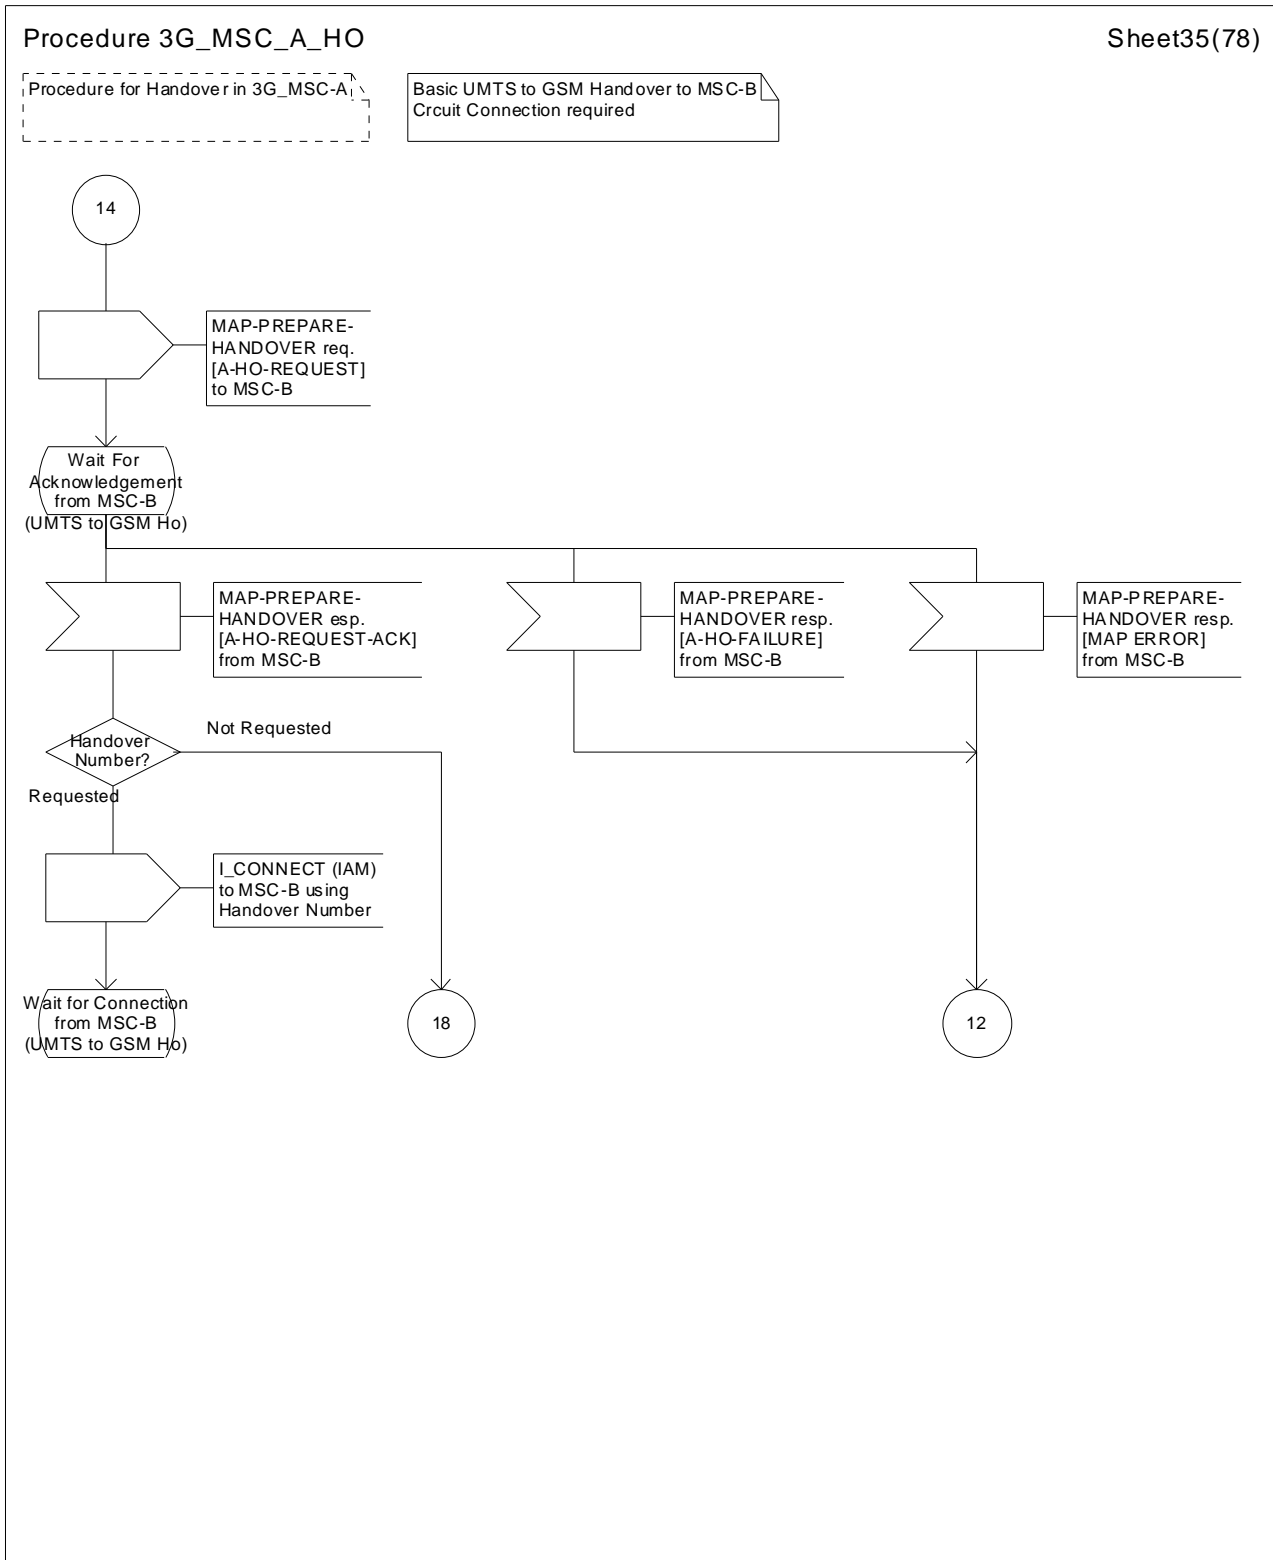 Procedure 3G_MSC_A_HO
Sheet35(78)
Procedure for Handover in 3G_MSC-A
Basic UMTS to GSM Handover to MSC-B
Crcuit Connection required
14
MAP-PREPARE-
HANDOVER req.
[A-HO-REQUEST]
to MSC-B
Wait For
Acknowledgement
from MSC-B
(UMTS to GSM Ho)
MAP-PREPARE-
HANDOVER esp.
[A-HO-REQUEST-ACK]
from MSC-B
MAP-PREPARE-
HANDOVER resp.
[A-HO-FAILURE]
from MSC-B
MAP-PREPARE-
HANDOVER resp.
[MAP ERROR]
from MSC-B
Handover
Number?
Not Requested
Requested
I_CONNECT (IAM)
to MSC-B using
Handover Number
Wait for Connection
from MSC-B
(UMTS to GSM Ho)
18
12